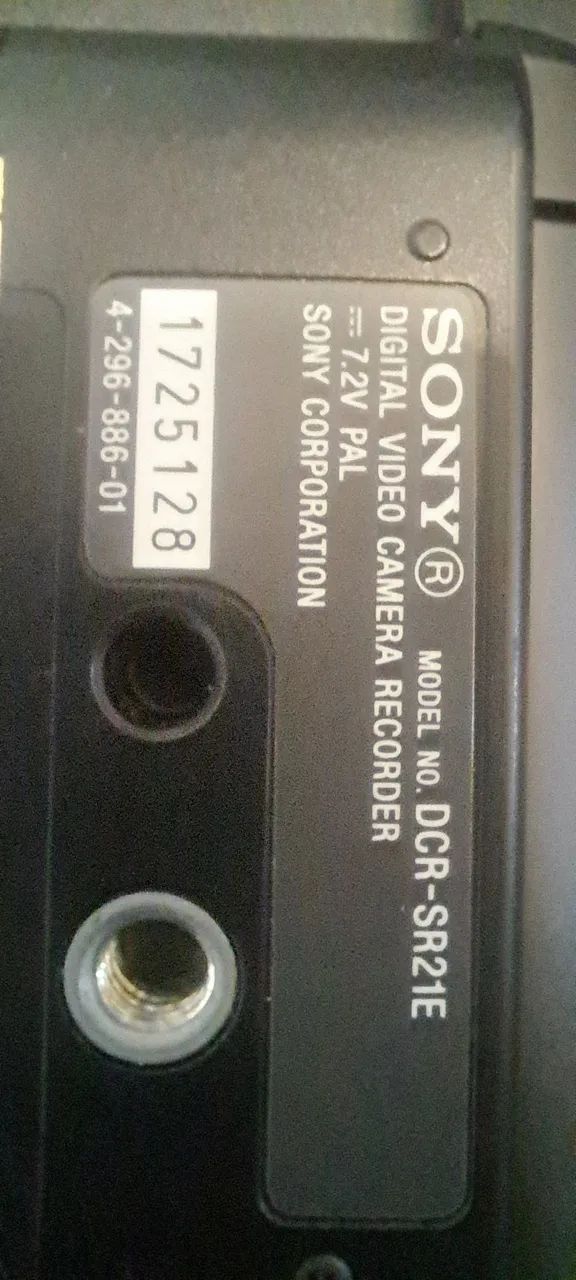 SONY® MODEL NO. DCR-SR21E
DIGITAL VIDEO CAMERA RECORDER
⎓ 7.2V PAL
SONY CORPORATION
1725128
4-296-886-01